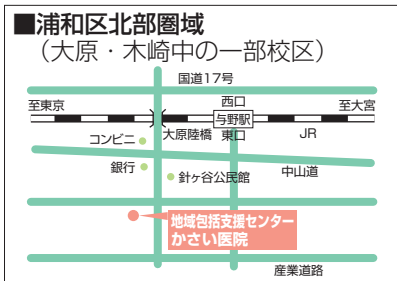 ■浦和区北部圏域
（大原・木崎中の一部校区）
国道17号
至東京
西口
至大宮
与野駅
コンビニ
大原陸橋
東口
JR
銀行
針ヶ谷公民館
中山道
地域包括支援センター
かさい医院
産業道路